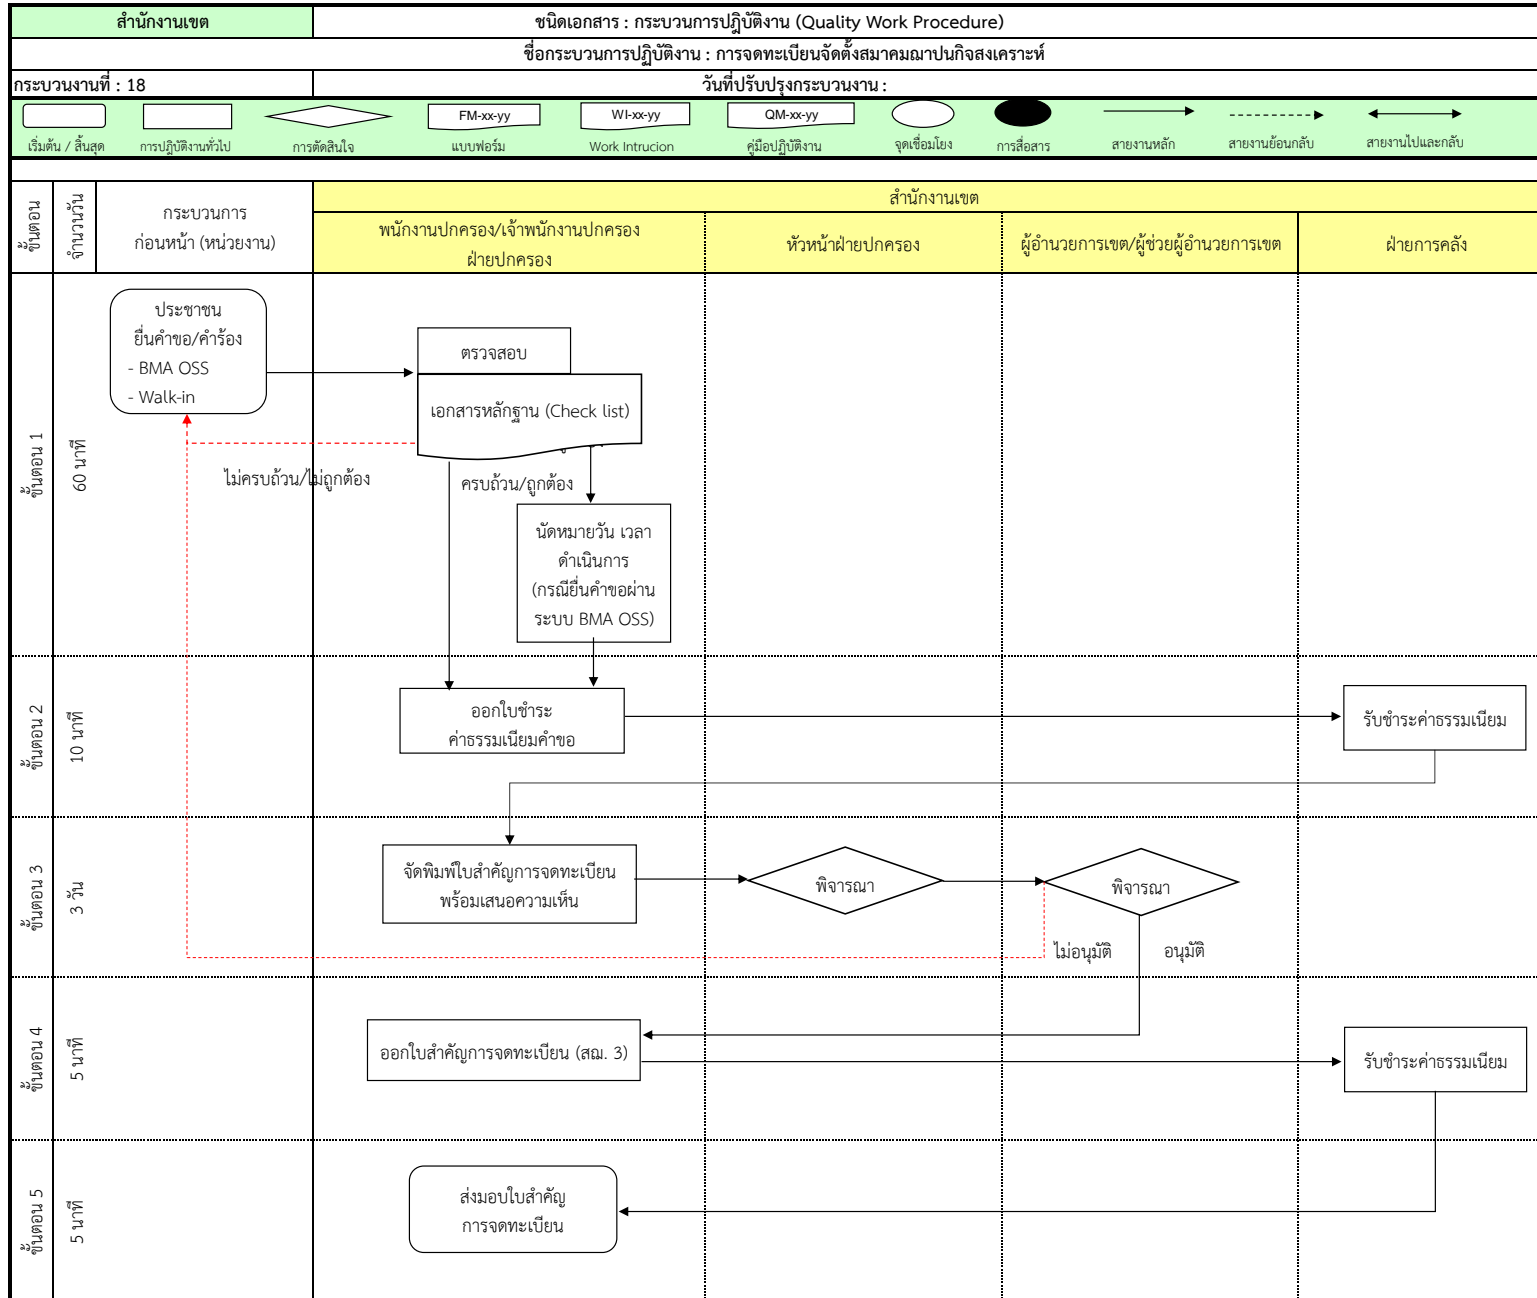 สำนักงานเขต
ชนิดเอกสาร : กระบวนการปฏิบัติงาน (Quality Work Procedure)
ชื่อกระบวนการปฏิบัติงาน : การจดทะเบียนจัดตั้งสมาคมฌาปนกิจสงเคราะห์
กระบวนงานที่ : 18
วันที่ปรับปรุงกระบวนงาน :
FM-xx-yy
WI-xx-yy
QM-xx-yy
เริ่มต้น / สิ้นสุด
การปฏิบัติงานทั่วไป
การตัดสินใจ
แบบฟอร์ม
Work Intrucion
คู่มือปฏิบัติงาน
จุดเชื่อมโยง
การสื่อสาร
สายงานหลัก
สายงานย้อนกลับ
สายงานไปและกลับ
ขั้นตอน
จำนวนวัน
กระบวนการ
ก่อนหน้า (หน่วยงาน)
สำนักงานเขต
พนักงานปกครอง/เจ้าพนักงานปกครอง
ฝ่ายปกครอง
หัวหน้าฝ่ายปกครอง
ผู้อำนวยการเขต/ผู้ช่วยผู้อำนวยการเขต
ฝ่ายการคลัง
ขั้นตอน 1
60 นาที
ประชาชน
ยื่นคำขอ/คำร้อง
- BMA OSS
- Walk-in
ตรวจสอบ
เอกสารหลักฐาน (Check list)
ไม่ครบถ้วน/ไม่ถูกต้อง
ครบถ้วน/ถูกต้อง
นัดหมายวัน เวลา
ดำเนินการ
(กรณียื่นคำขอผ่าน
ระบบ BMA OSS)
ขั้นตอน 2
10 นาที
ออกใบชำระ
ค่าธรรมเนียมคำขอ
รับชำระค่าธรรมเนียม
ขั้นตอน 3
3 วัน
จัดพิมพ์ใบสำคัญการจดทะเบียน
พร้อมเสนอความเห็น
พิจารณา
พิจารณา
ไม่อนุมัติ
อนุมัติ
ขั้นตอน 4
5 นาที
ออกใบสำคัญการจดทะเบียน (สฌ. 3)
รับชำระค่าธรรมเนียม
ขั้นตอน 5
5 นาที
ส่งมอบใบสำคัญ
การจดทะเบียน